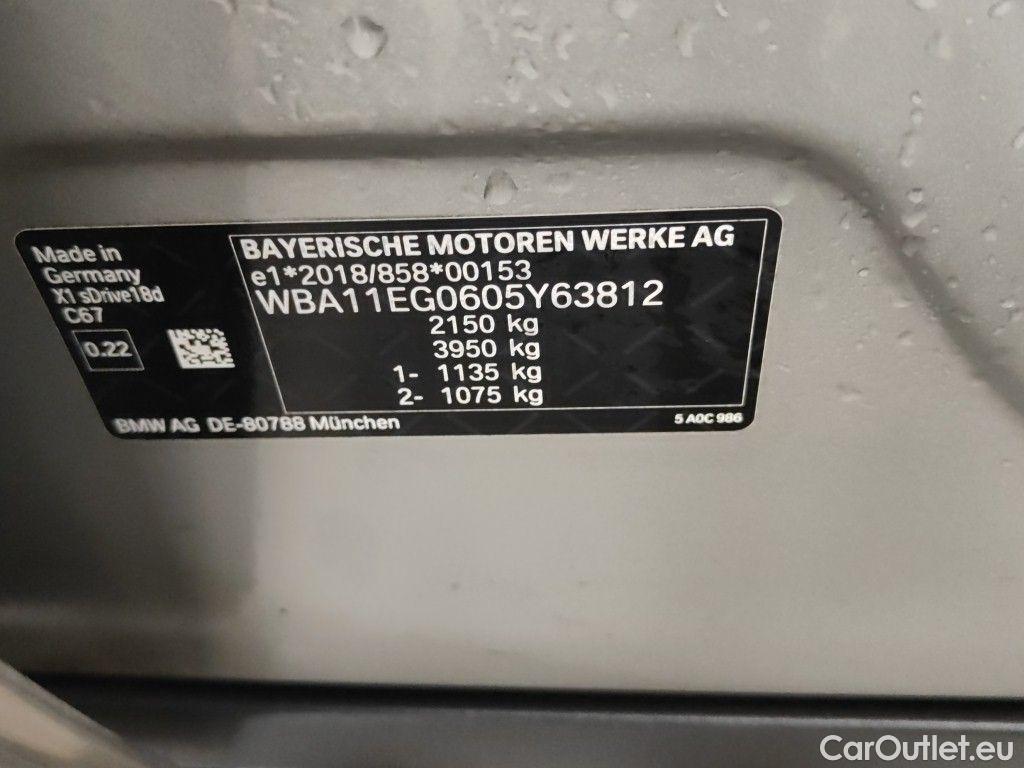 Made in
Germany
X1 sDrive18d
C67
0.22
BAYERISCHE MOTOREN WERKE AG
e1*2018/858*00153
WBA11EG0605Y63812
2150 kg
3950 kg
1- 1135 kg
2- 1075 kg
BMW AG DE-80788 München
5 A0C 986
CarOutlet.eu